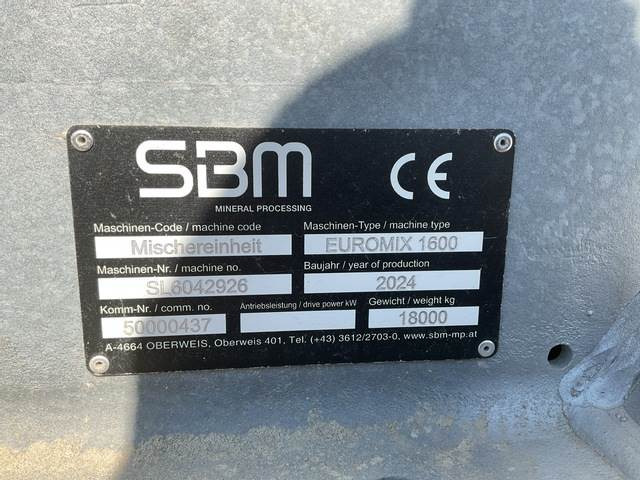 SBM
CE
MINERAL PROCESSING
Maschinen-Code / machine code Maschinen-Type / machine type
Mischereinheit EUROMIX 1600
Maschinen-Nr. / machine no. Baujahr / year of production
SL6042926 2024
Komm-Nr. / comm. no. Antriebsleistung / drive power kW Gewicht / weight kg
50000437 18000
A-4664 OBERWEIS, Oberweis 401, Tel. (+43) 3612/2703-0, www.sbm-mp.at